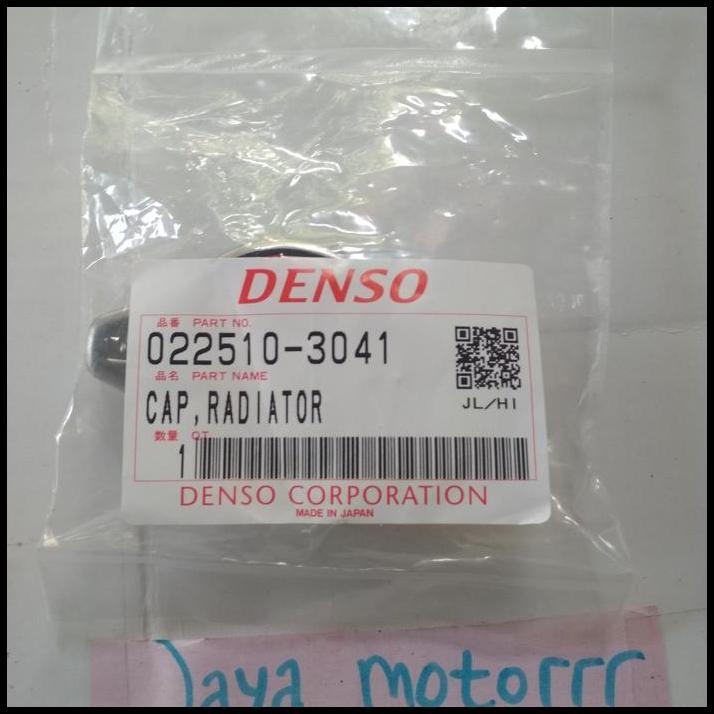 DENSO
品番 PART NO.
022510-3041
品名 PART NAME
CAP,RADIATOR
JL/HI
数量 QT
1
DENSO CORPORATION
MADE IN JAPAN
Jaya motorrr